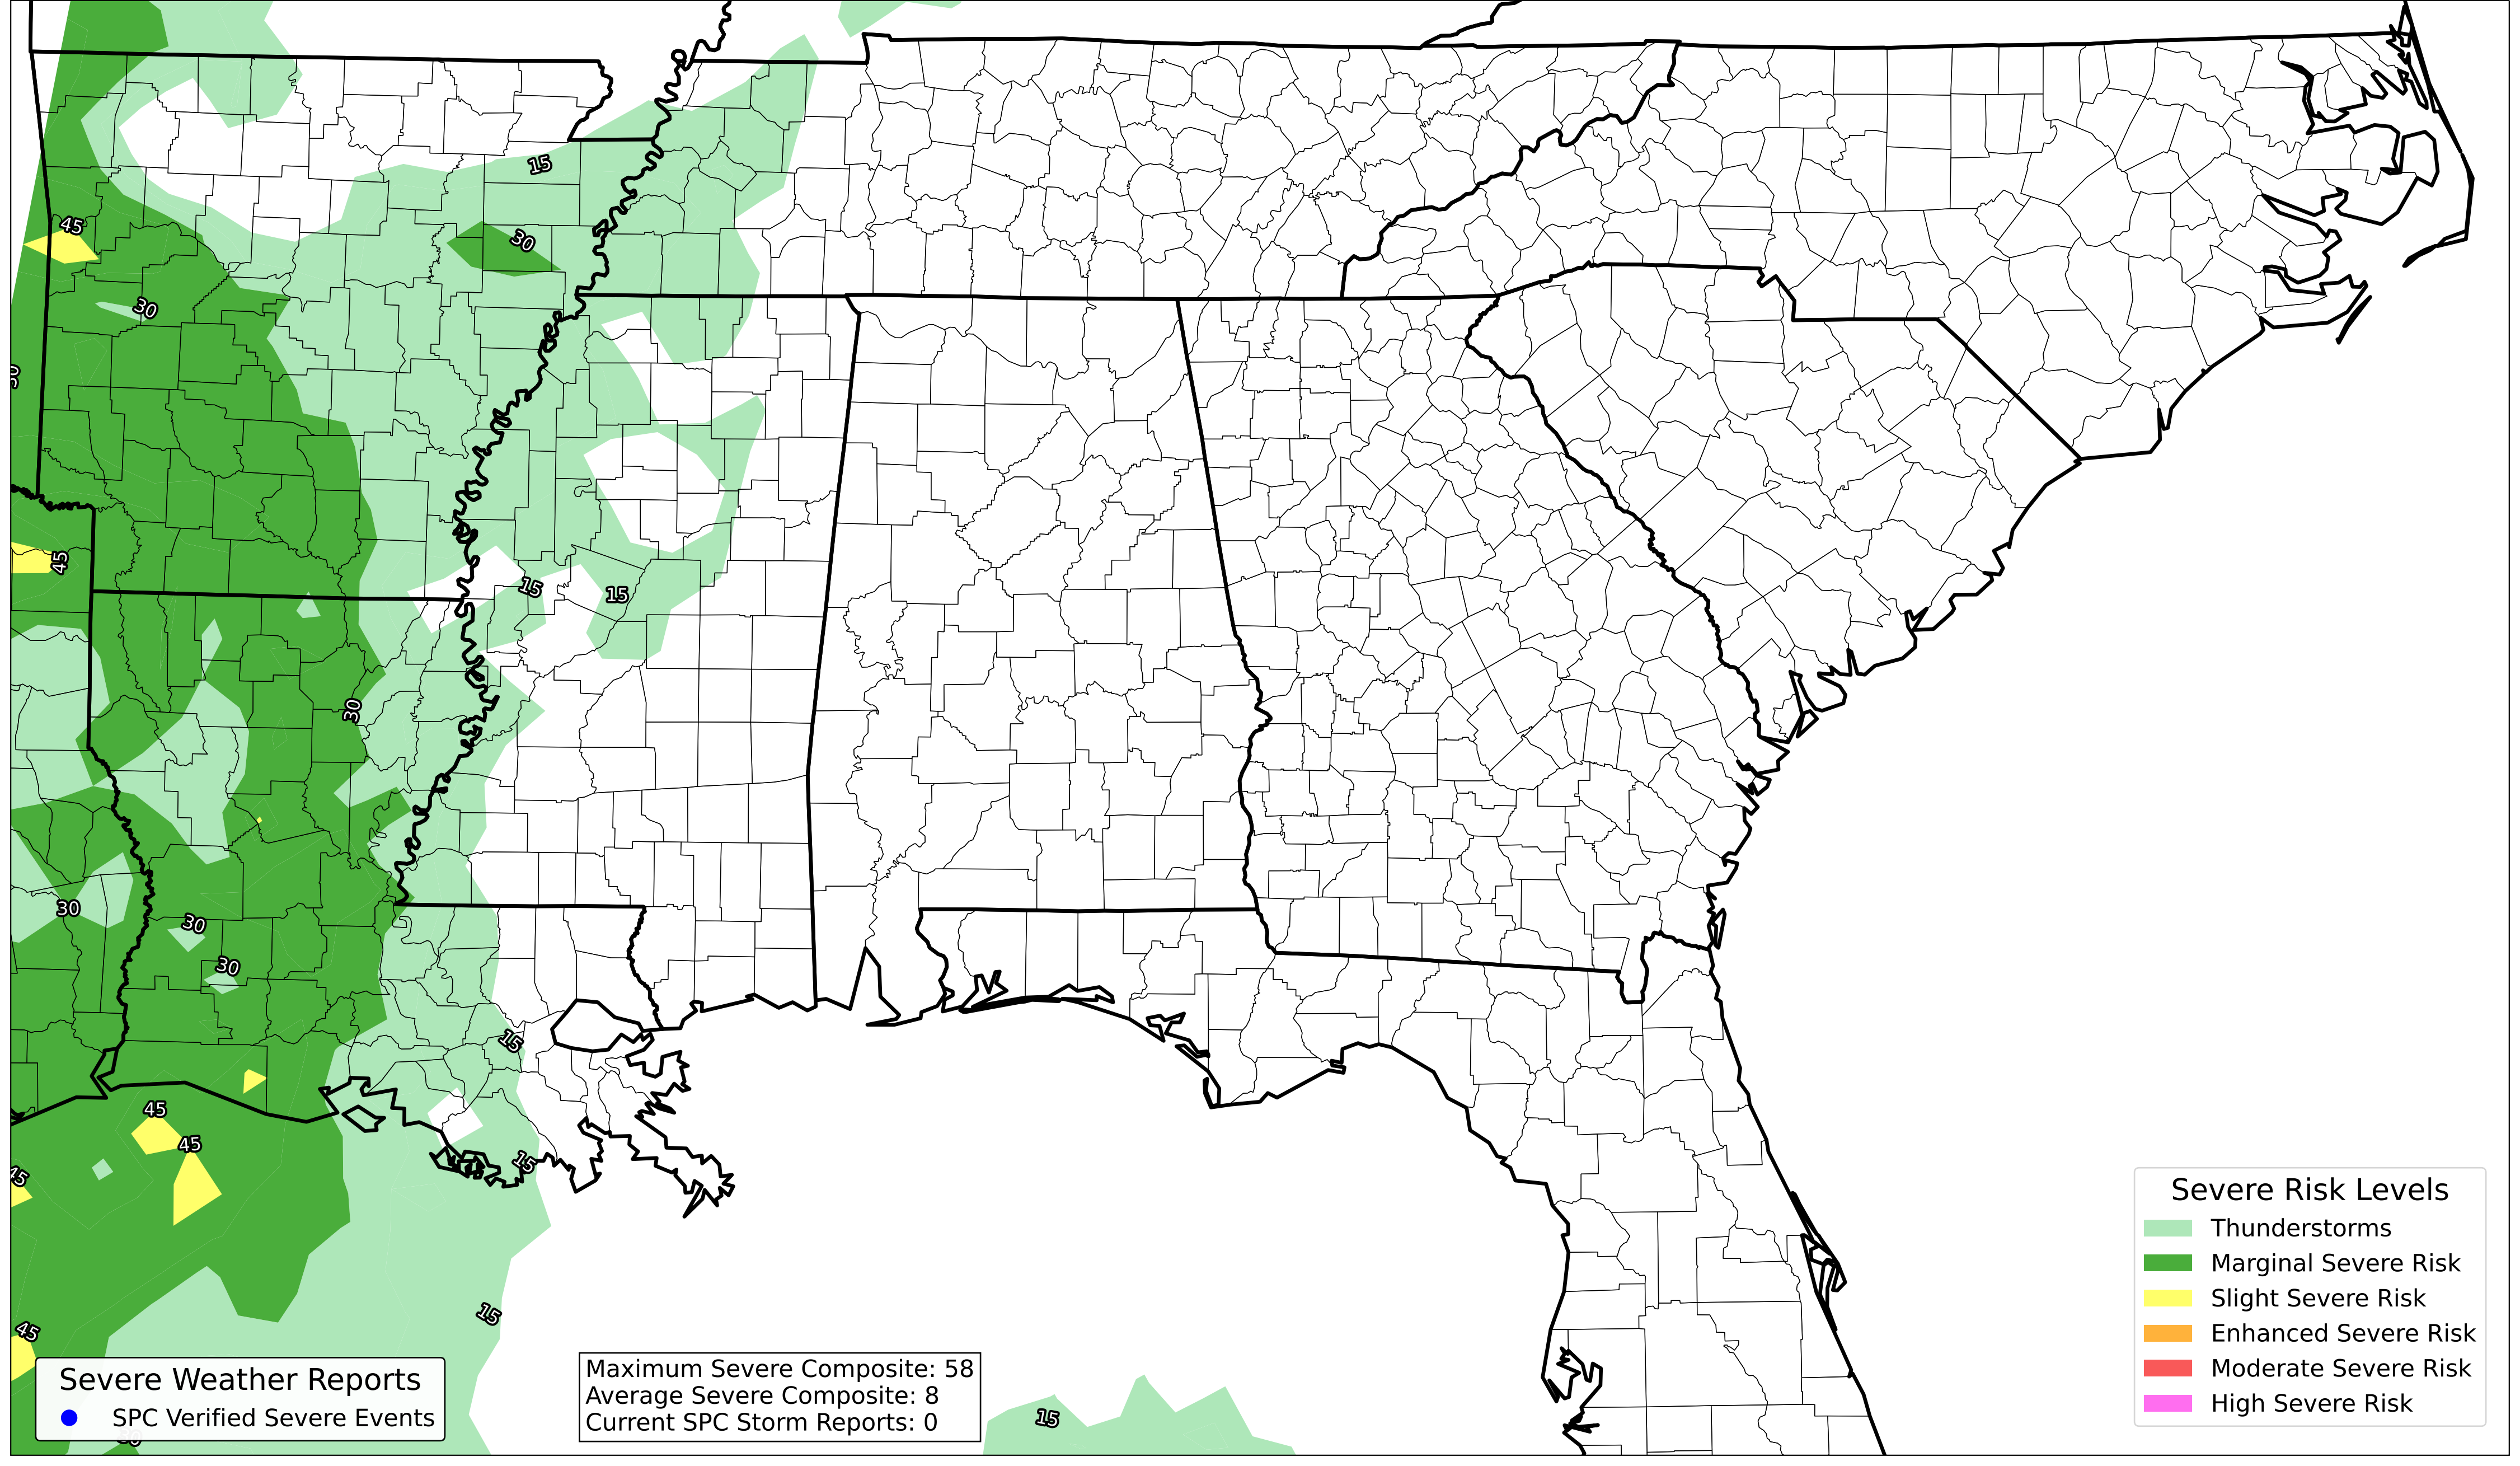 15
45
30
30
45
15
15
30
30
30
30
15
45
45
15
45
15
45
15
Severe Weather Reports
SPC Verified Severe Events
Maximum Severe Composite: 58
Average Severe Composite: 8
Current SPC Storm Reports: 0
Severe Risk Levels
Thunderstorms
Marginal Severe Risk
Slight Severe Risk
Enhanced Severe Risk
Moderate Severe Risk
High Severe Risk